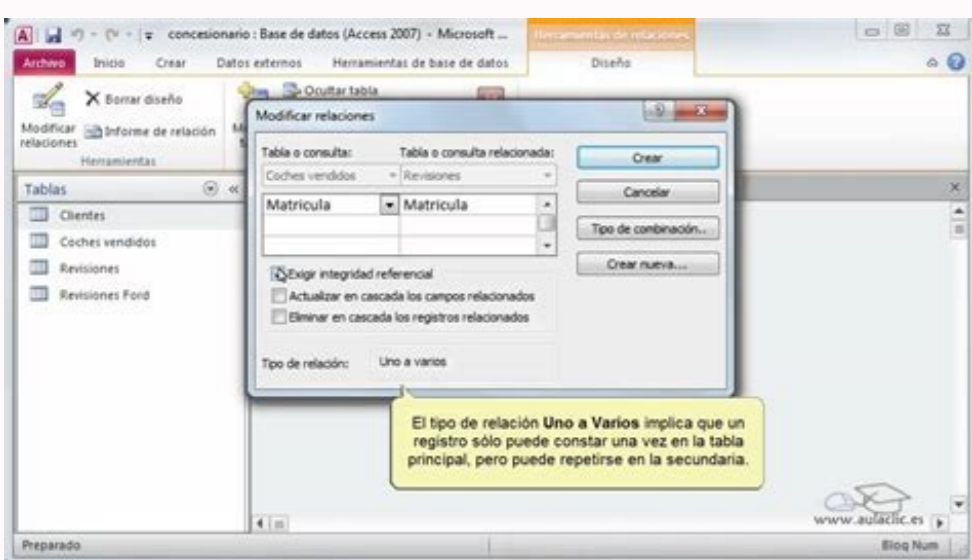 concesionario : Base de datos (Access 2007) - Microsoft ...
Herramientas de relaciones
Archivo Inicio Crear Datos externos Herramientas de base de datos Diseño
Borrar diseño
Ocultar tabla
Modificar relaciones
Informe de relación
Herramientas
Tablas
Clientes
Coches vendidos
Revisiones
Revisiones Ford
Modificar relaciones
Tabla o consulta: Tabla o consulta relacionada:
Coches vendidos Revisiones
Matricula Matricula
Exigir integridad referencial
Actualizar en cascada los campos relacionados
Eliminar en cascada los registros relacionados
Tipo de relación: Uno a varios
Crear
Cancelar
Tipo de combinación..
Crear nueva...
El tipo de relación Uno a Varios implica que un
registro sólo puede constar una vez en la tabla
principal, pero puede repetirse en la secundaria.
www.aulaclic.es
Preparado
Bloq Num